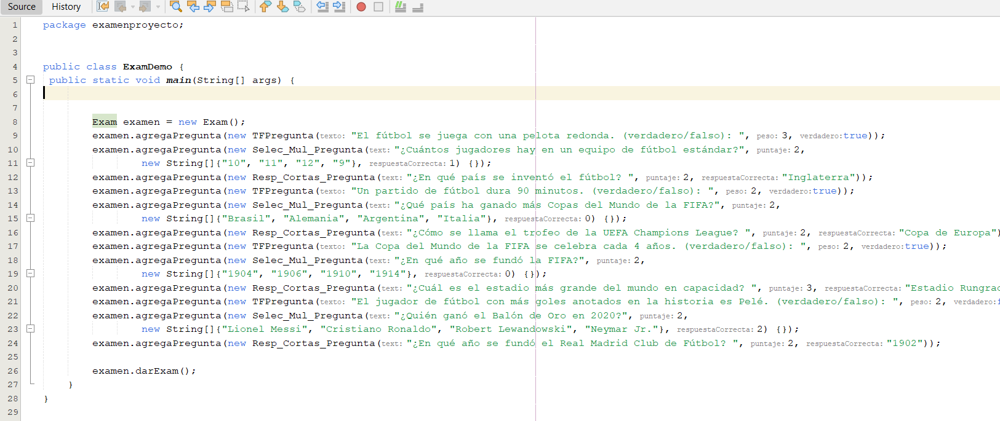 Source History
1 package examenproyecto;
2
3
4 public class ExamDemo {
5 public static void main(String[] args) {
6
7
8 Exam examen = new Exam();
9 examen.agregaPregunta(new TFPregunta(texto: "El fútbol se juega con una pelota redonda. (verdadero/falso): ", peso: 3, verdadero:true));
10 examen.agregaPregunta(new Selec_Mul_Pregunta(text: "¿Cuántos jugadores hay en un equipo de fútbol estándar?", puntaje: 2,
11 new String[]{"10", "11", "12", "9"}, respuestaCorrecta: 1) {});
12 examen.agregaPregunta(new Resp_Cortas_Pregunta(text: "¿En qué país se inventó el fútbol? ", puntaje: 2, respuestaCorrecta: "Inglaterra"));
13 examen.agregaPregunta(new TFPregunta(texto: "Un partido de fútbol dura 90 minutos. (verdadero/falso): ", peso: 2, verdadero:true));
14 examen.agregaPregunta(new Selec_Mul_Pregunta(text: "¿Qué país ha ganado más Copas del Mundo de la FIFA?", puntaje: 2,
15 new String[]{"Brasil", "Alemania", "Argentina", "Italia"}, respuestaCorrecta: 0) {});
16 examen.agregaPregunta(new Resp_Cortas_Pregunta(text: "¿Cómo se llama el trofeo de la UEFA Champions League? ", puntaje: 2, respuestaCorrecta: "Copa de Europa")
17 examen.agregaPregunta(new TFPregunta(texto: "La Copa del Mundo de la FIFA se celebra cada 4 años. (verdadero/falso): ", peso: 2, verdadero:true));
18 examen.agregaPregunta(new Selec_Mul_Pregunta(text: "¿En qué año se fundó la FIFA?", puntaje: 2,
19 new String[]{"1904", "1906", "1910", "1914"}, respuestaCorrecta: 0) {});
20 examen.agregaPregunta(new Resp_Cortas_Pregunta(text: "¿Cuál es el estadio más grande del mundo en capacidad? ", puntaje: 3, respuestaCorrecta: "Estadio Rungrad
21 examen.agregaPregunta(new TFPregunta(texto: "El jugador de fútbol con más goles anotados en la historia es Pelé. (verdadero/falso): ", peso: 2, verdadero:
22 examen.agregaPregunta(new Selec_Mul_Pregunta(text: "¿Quién ganó el Balón de Oro en 2020?", puntaje: 2,
23 new String[]{"Lionel Messi", "Cristiano Ronaldo", "Robert Lewandowski", "Neymar Jr."}, respuestaCorrecta: 2) {});
24 examen.agregaPregunta(new Resp_Cortas_Pregunta(text: "¿En qué año se fundó el Real Madrid Club de Fútbol? ", puntaje: 2, respuestaCorrecta: "1902"));
25
26 examen.darExam();
27 }
28 }
29